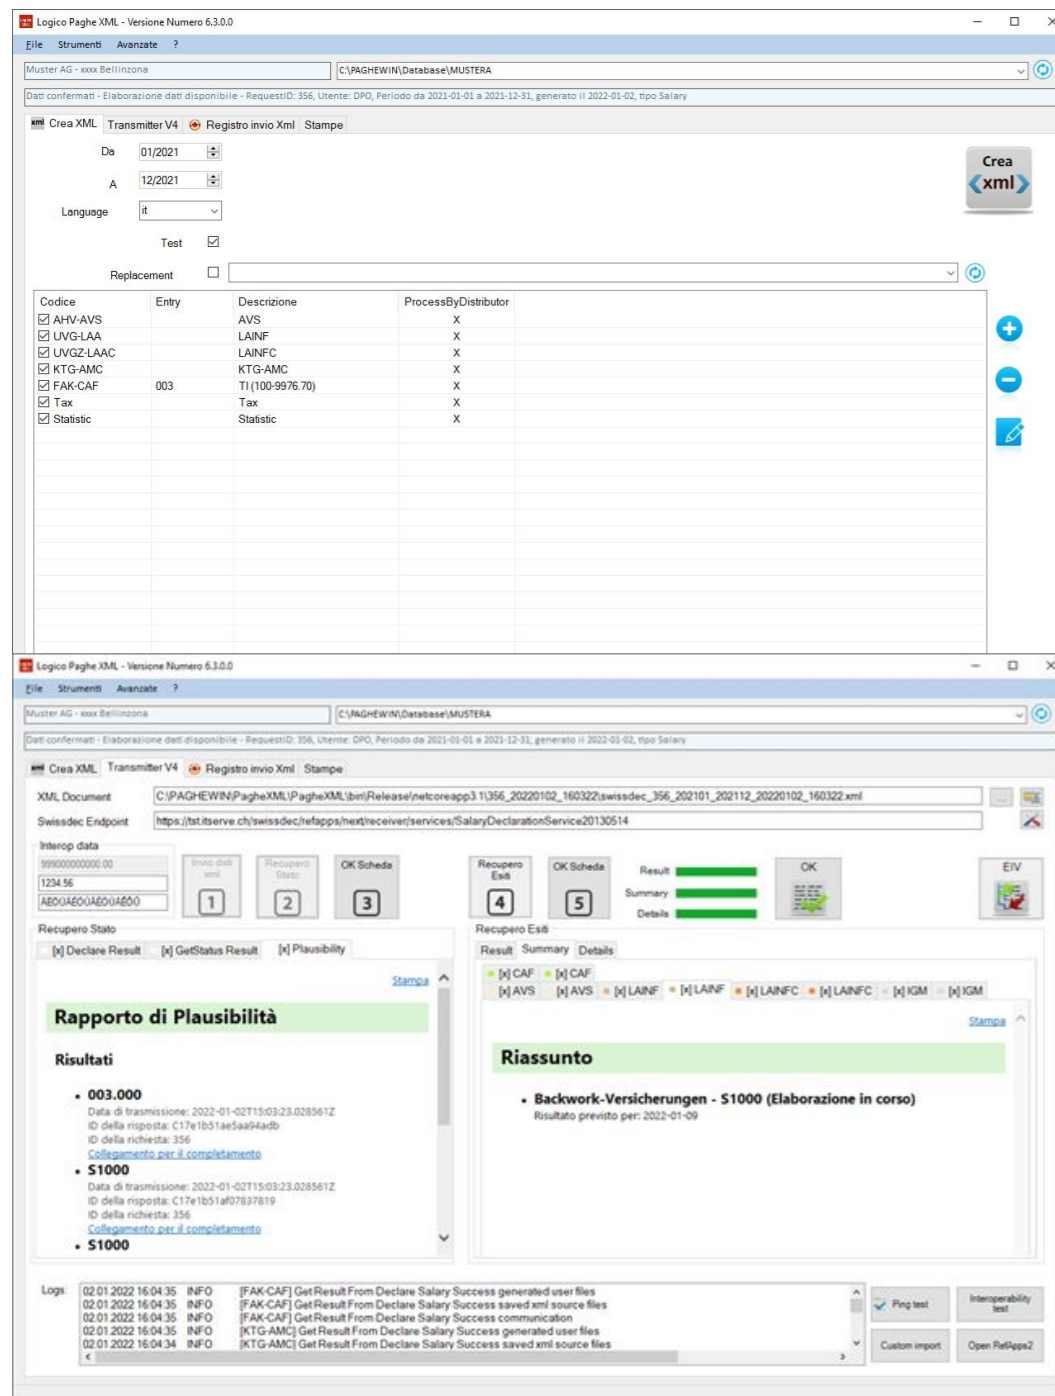 Logico Paghe XML - Versione Numero 6.3.0.0
File Strumenti Avanzate ?
Muster AG - xxxx Bellinzona C:\PAGHEWIN\Database\MUSTERA
Dati confermati - Elaborazione dati disponibile - RequestID: 356, Utente: DPO, Periodo da 2021-01-01 a 2021-12-31, generato il 2022-01-02, tipo Salary
xml Crea XML Transmitter V4 Registro invio Xml Stampe
Da 01/2021
Crea
xml
A 12/2021
Language it
Test
Replacement
Codice Entry Descrizione ProcessByDistributor
AHV-AVS AVS X
UVG-LAA LAINF X
UVGZ-LAAC LAINFC X
KTG-AMC KTG-AMC X
FAK-CAF 003 TI (100-9976.70) X
Tax Tax X
Statistic Statistic X
Logico Paghe XML - Versione Numero 6.3.0.0
File Strumenti Avanzate ?
Muster AG - xxxx Bellinzona C:\PAGHEWIN\Database\MUSTERA
Dati confermati - Elaborazione dati disponibile - RequestID: 356, Utente: DPO, Periodo da 2021-01-01 a 2021-12-31, generato il 2022-01-02, tipo Salary
xml Crea XML Transmitter V4 Registro invio Xml Stampe
XML Document C:\PAGHEWIN\PagheXML\PagheXML\bin\Release\netcoreapp3.1\356_20220102_160322\swissdec_356_202101_202112_20220102_160322.xml ...
Swissdec Endpoint https://tst.itserve.ch/swissdec/refapps/next/receiver/services/SalaryDeclarationService20130514
Interop data
999000000000.00
1234.56
Invio dati xml 1
Recupero Stato 2
OK Scheda 3
Recupero Esiti 4
OK Scheda 5
Result
Summary
Details
OK
EIV
Recupero Stato
[x] Declare Result [x] GetStatus Result [x] Plausibility
Stampa
Rapporto di Plausibilità
Risultati
• 003.000
Data di trasmissione: 2022-01-02T15:03:23.028561Z
ID della risposta: C17e1b51ae5aa94adb
ID della richiesta: 356
Collegamento per il completamento
• S1000
Data di trasmissione: 2022-01-02T15:03:23.028561Z
ID della risposta: C17e1b51af07837819
ID della richiesta: 356
Collegamento per il completamento
• S1000
Recupero Esiti
Result Summary Details
[x] CAF [x] CAF
[x] AVS [x] AVS [x] LAINF [x] LAINF [x] LAINFC [x] LAINFC [x] IGM [x] IGM
Stampa
Riassunto
• Backwork-Versicherungen - S1000 (Elaborazione in corso)
Risultato previsto per: 2022-01-09
Logs:
02.01.2022 16:04:35 INFO [FAK-CAF] Get Result From Declare Salary Success generated user files
02.01.2022 16:04:35 INFO [FAK-CAF] Get Result From Declare Salary Success saved xml source files
02.01.2022 16:04:35 INFO [FAK-CAF] Get Result From Declare Salary Success communication
02.01.2022 16:04:35 INFO [KTG-AMC] Get Result From Declare Salary Success generated user files
02.01.2022 16:04:34 INFO [KTG-AMC] Get Result From Declare Salary Success saved xml source files
Ping test
Interoperability test
Custom import
Open RefApps2